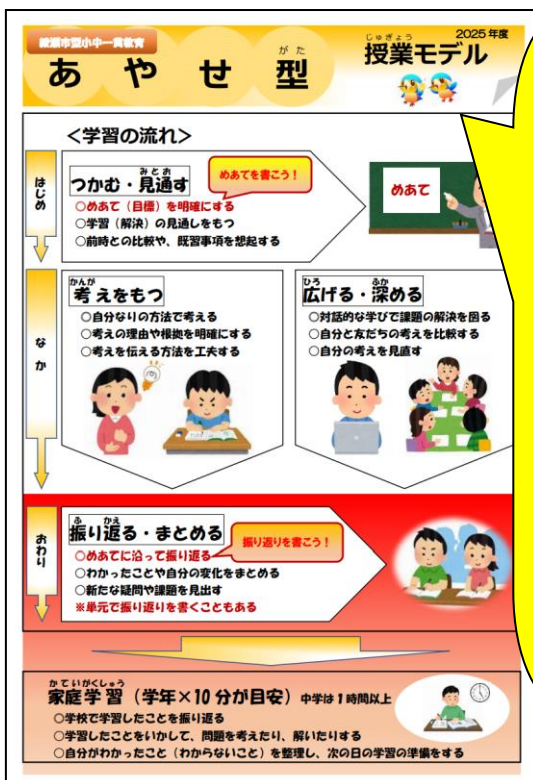 綾瀬市型小中一貫教育
あやせ型
がた
授業モデル
じゅぎょう
2025年度
<学習の流れ>
はじめ
つかむ・見通す
みとお
めあてを書こう!
○めあて(目標)を明確にする
○学習(解決)の見通しをもつ
○前時との比較や、既習事項を想起する
めあて
なか
考えをもつ
かんが
○自分なりの方法で考える
○考えの理由や根拠を明確にする
○考えを伝える方法を工夫する
広げる・深める
ひろ ふか
○対話的な学びで課題の解決を図る
○自分と友だちの考えを比較する
○自分の考えを見直す
おわり
振り返る・まとめる
ふ かえ
振り返りを書こう!
○めあてに沿って振り返る
○わかったことや自分の変化をまとめる
○新たな疑問や課題を見出す
※単元で振り返りを書くこともある
かていがくしゅう
家庭学習(学年×10分が目安)中学は1時間以上
○学校で学習したことを振り返る
○学習したことをいかして、問題を考えたり、解いたりする
○自分がわかったこと(わからないこと)を整理し、次の日の学習の準備をする